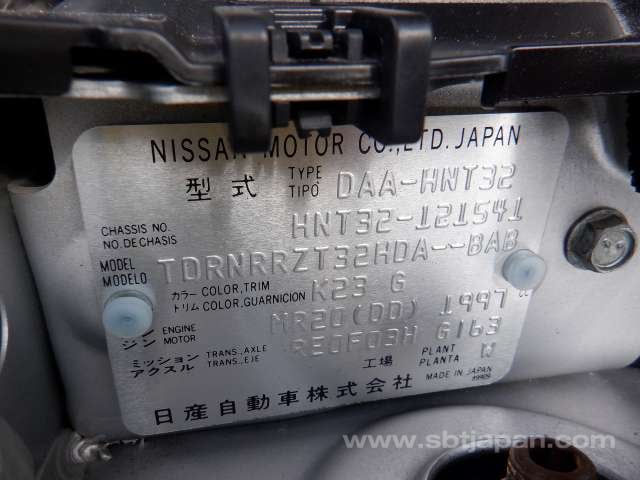 NISSAN MOTOR CO.,LTD. JAPAN
型式 TYPE TIPO DAA-HNT32
CHASSIS NO. NO.DE CHASIS HNT32-121541
MODEL MODELO TDRNRRZT32HDA--BAB
カラー トリム COLOR,TRIM COLOR,GUARNICION K23 G
ジン ENGINE MOTOR MR20(DD) 1997 cc
ミッション アクスル TRANS.,AXLE TRANS.,EJE RE0F03H G163
工場 PLANT PLANTA W
日産自動車株式会社 MADE IN JAPAN
www.sbtjapan.com